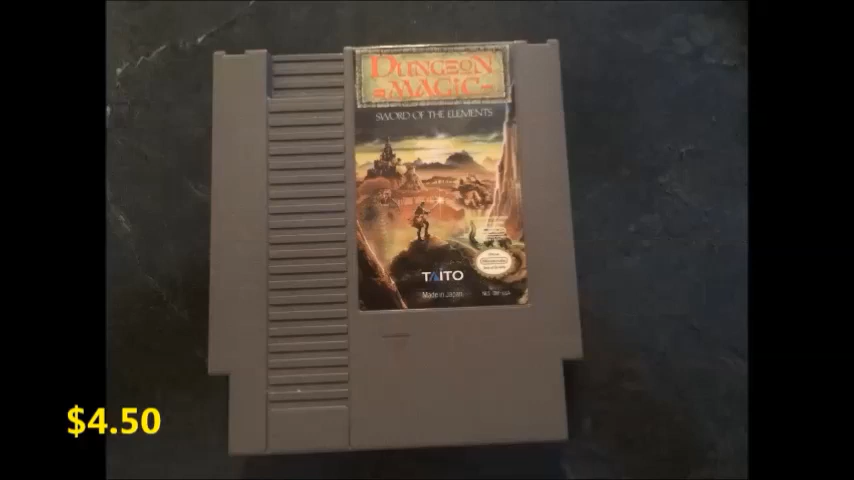 DUNGEON
MAGIC
SWORD OF THE ELEMENTS
TAITO
Made in Japan
$4.50